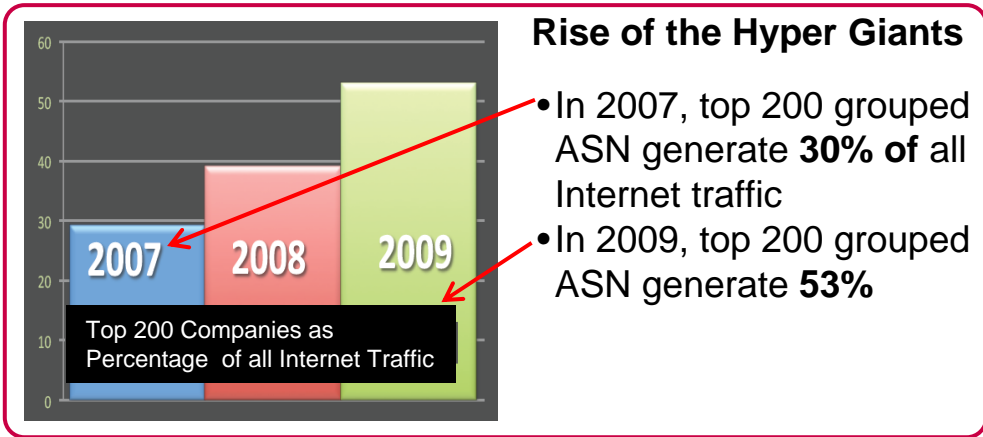 Rise of the Hyper Giants
60
50
40
30
20
10
0
2007
2008
2009
Top 200 Companies as
Percentage of all Internet Traffic
•In 2007, top 200 grouped
ASN generate 30% of all
Internet traffic
•In 2009, top 200 grouped
ASN generate 53%